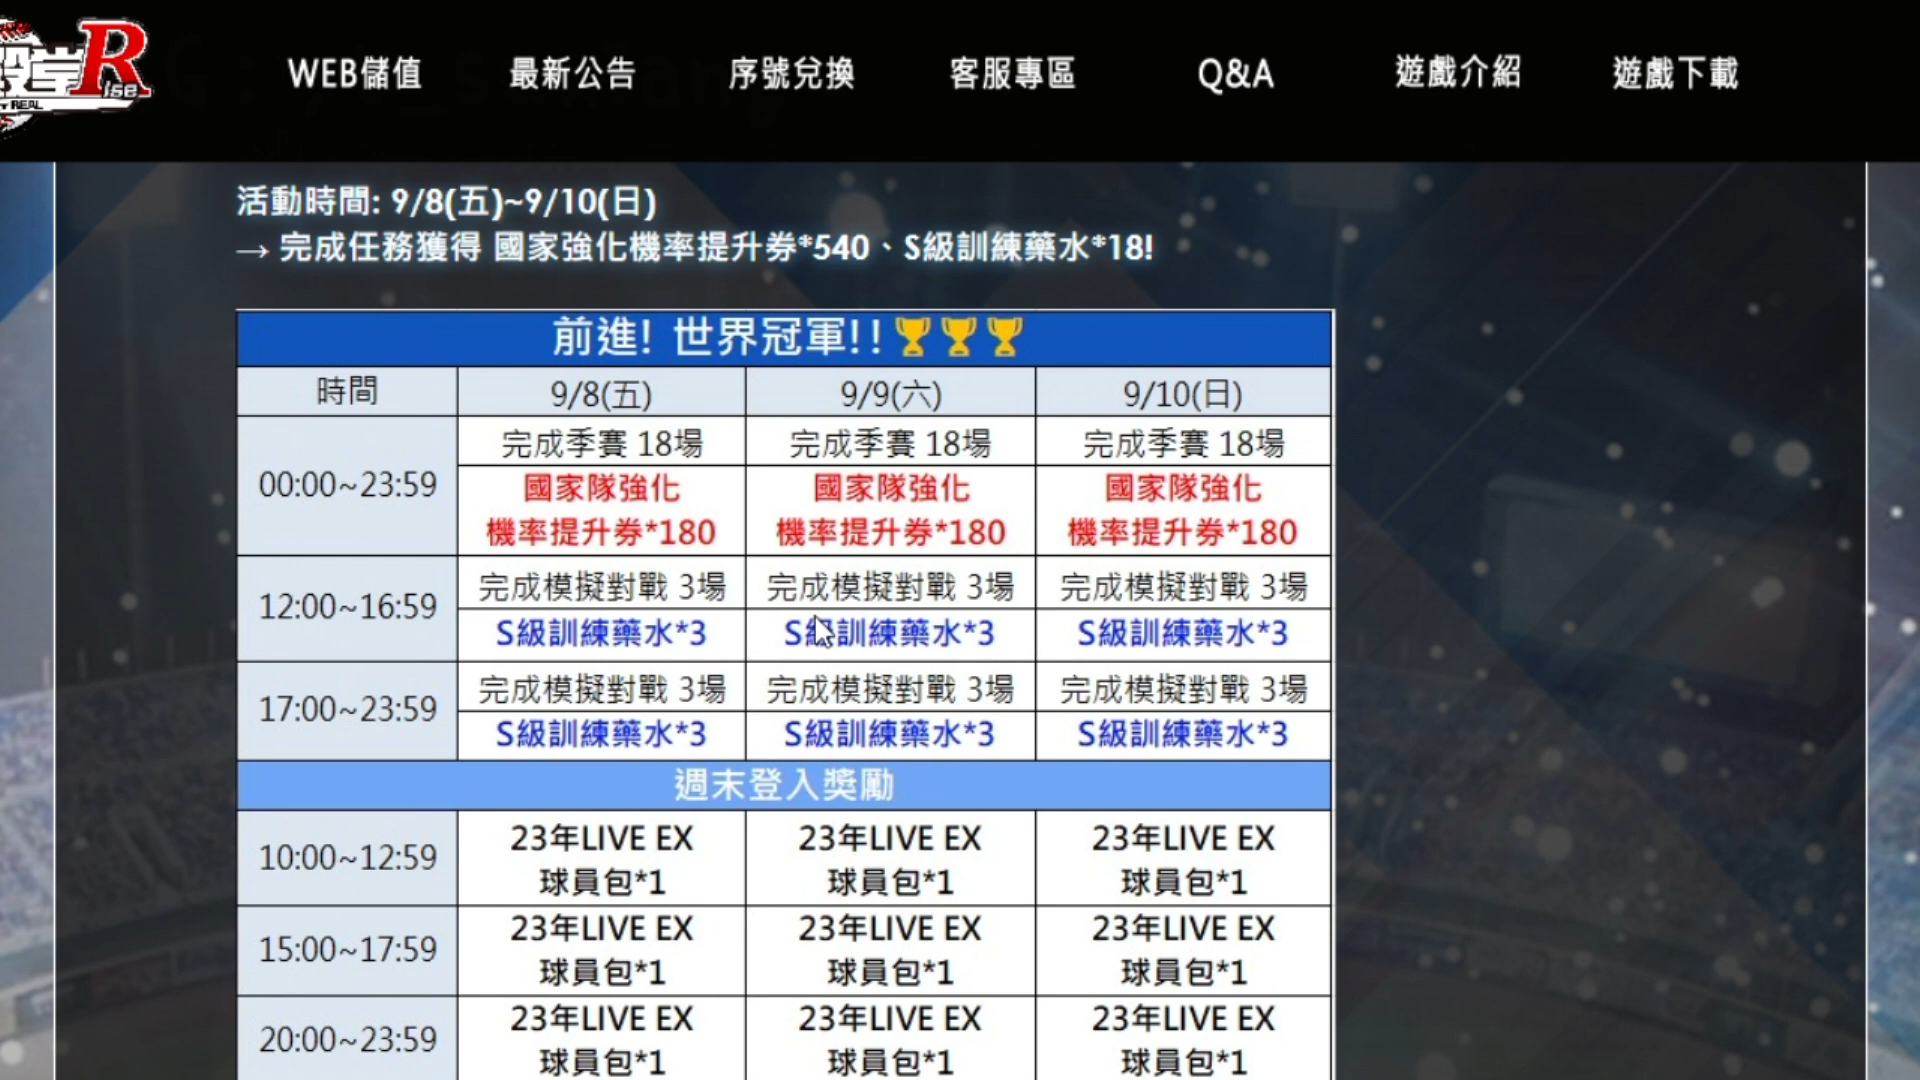 Rise
REAL
WEB儲值 最新公告 序號兌換 客服專區 Q&A 遊戲介紹 遊戲下載
活動時間: 9/8(五)~9/10(日)
→ 完成任務獲得 國家強化機率提升券*540、S級訓練藥水*18!
前進! 世界冠軍!!🏆🏆🏆
時間 9/8(五) 9/9(六) 9/10(日)
00:00~23:59
完成季賽 18場 完成季賽 18場 完成季賽 18場
國家隊強化 國家隊強化 國家隊強化
機率提升券*180 機率提升券*180 機率提升券*180
12:00~16:59
完成模擬對戰 3場 完成模擬對戰 3場 完成模擬對戰 3場
S級訓練藥水*3 S級訓練藥水*3 S級訓練藥水*3
17:00~23:59
完成模擬對戰 3場 完成模擬對戰 3場 完成模擬對戰 3場
S級訓練藥水*3 S級訓練藥水*3 S級訓練藥水*3
週末登入獎勵
10:00~12:59
23年LIVE EX 23年LIVE EX 23年LIVE EX
球員包*1 球員包*1 球員包*1
15:00~17:59
23年LIVE EX 23年LIVE EX 23年LIVE EX
球員包*1 球員包*1 球員包*1
20:00~23:59
23年LIVE EX 23年LIVE EX 23年LIVE EX
球員包*1 球員包*1 球員包*1